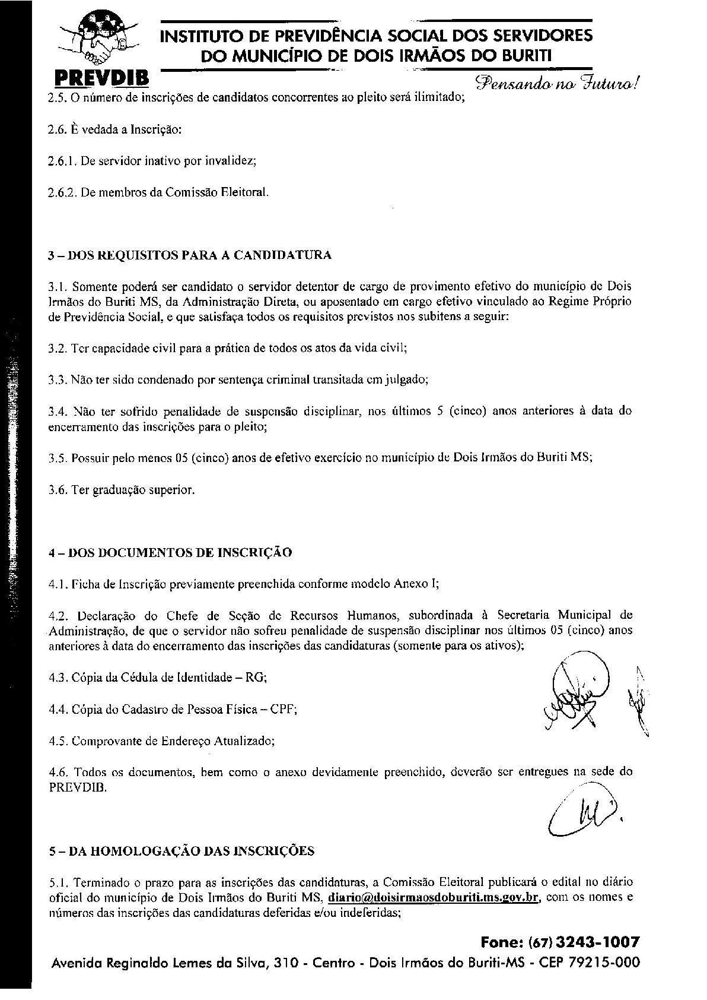 INSTITUTO DE PREVIDÊNCIA SOCIAL DOS SERVIDORES
DO MUNICÍPIO DE DOIS IRMÃOS DO BURITI
PREVDIB
Pensando no Futuro!
2.5. O número de inscrições de candidatos concorrentes ao pleito será ilimitado;
2.6. È vedada a Inscrição:
2.6.1. De servidor inativo por invalidez;
2.6.2. De membros da Comissão Eleitoral.
3 – DOS REQUISITOS PARA A CANDIDATURA
3.1. Somente poderá ser candidato o servidor detentor de cargo de provimento efetivo do município de Dois
Irmãos do Buriti MS, da Administração Direta, ou aposentado em cargo efetivo vinculado ao Regime Próprio
de Previdência Social, e que satisfaça todos os requisitos previstos nos subitens a seguir:
3.2. Ter capacidade civil para a prática de todos os atos da vida civil;
3.3. Não ter sido condenado por sentença criminal transitada em julgado;
3.4. Não ter sofrido penalidade de suspensão disciplinar, nos últimos 5 (cinco) anos anteriores à data do
encerramento das inscrições para o pleito;
3.5. Possuir pelo menos 05 (cinco) anos de efetivo exercício no município de Dois Irmãos do Buriti MS;
3.6. Ter graduação superior.
4 – DOS DOCUMENTOS DE INSCRIÇÃO
4.1. Ficha de Inscrição previamente preenchida conforme modelo Anexo I;
4.2. Declaração do Chefe de Seção de Recursos Humanos, subordinada à Secretaria Municipal de
Administração, de que o servidor não sofreu penalidade de suspensão disciplinar nos últimos 05 (cinco) anos
anteriores à data do encerramento das inscrições das candidaturas (somente para os ativos);
4.3. Cópia da Cédula de Identidade – RG;
4.4. Cópia do Cadastro de Pessoa Física – CPF;
4.5. Comprovante de Endereço Atualizado;
4.6. Todos os documentos, bem como o anexo devidamente preenchido, deverão ser entregues na sede do
PREVDIB.
5 – DA HOMOLOGAÇÃO DAS INSCRIÇÕES
5.1. Terminado o prazo para as inscrições das candidaturas, a Comissão Eleitoral publicará o edital no diário
oficial do município de Dois Irmãos do Buriti MS, diario@doisirmaosdoburiti.ms.gov.br, com os nomes e
números das inscrições das candidaturas deferidas e/ou indeferidas;
Fone: (67) 3243-1007
Avenida Reginaldo Lemes da Silva, 310 - Centro - Dois Irmãos do Buriti-MS - CEP 79215-000